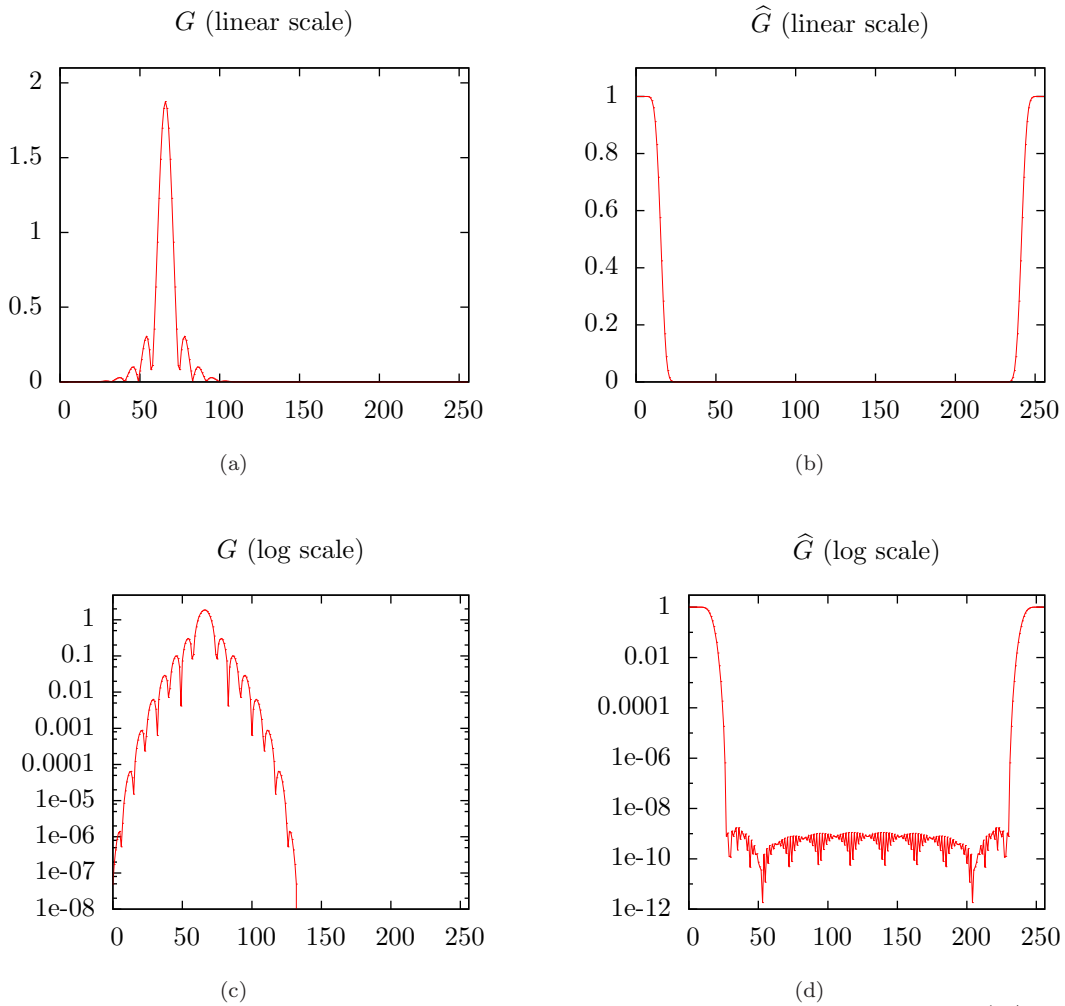 G (linear scale)
2
1.5
1
0.5
0
0 50 100 150 200 250
(a)
Ĝ (linear scale)
1
0.8
0.6
0.4
0.2
0
0 50 100 150 200 250
(b)
G (log scale)
1
0.1
0.01
0.001
0.0001
1e-05
1e-06
1e-07
1e-08
0 50 100 150 200 250
(c)
Ĝ (log scale)
1
0.01
0.0001
1e-06
1e-08
1e-10
1e-12
0 50 100 150 200 250
(d)